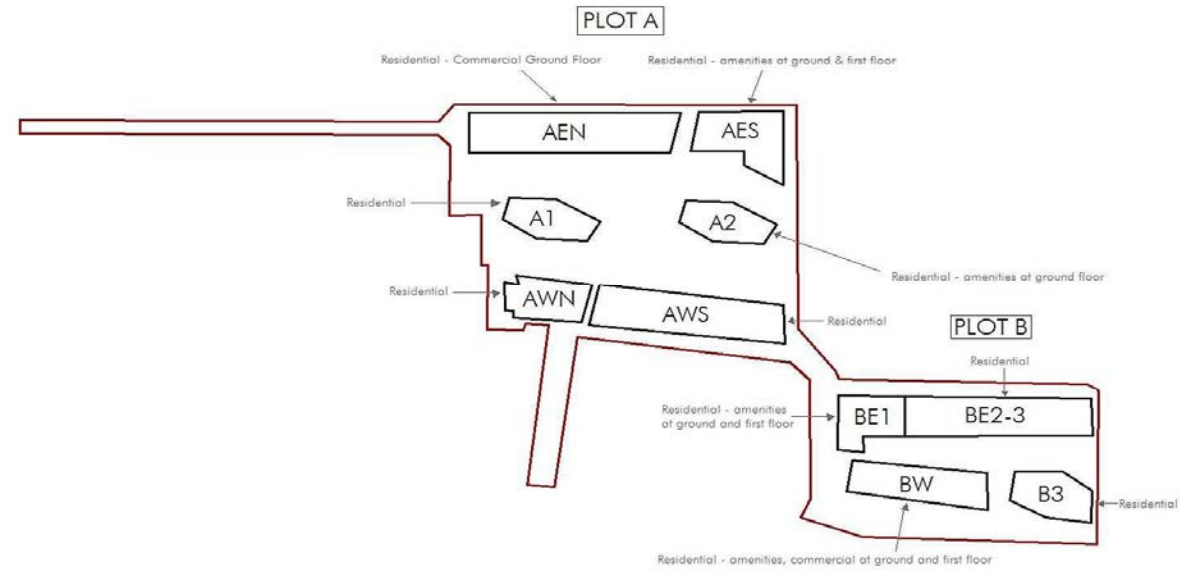 PLOT A
Residential - Commercial Ground Floor
Residential - amenities at ground & first floor
AEN
AES
Residential
A1
A2
Residential - amenities at ground floor
Residential
AWN
AWS
Residential
PLOT B
Residential
Residential - amenities
at ground and first floor
BE1
BE2-3
BW
B3
Residential
Residential - amenities, commercial at ground and first floor